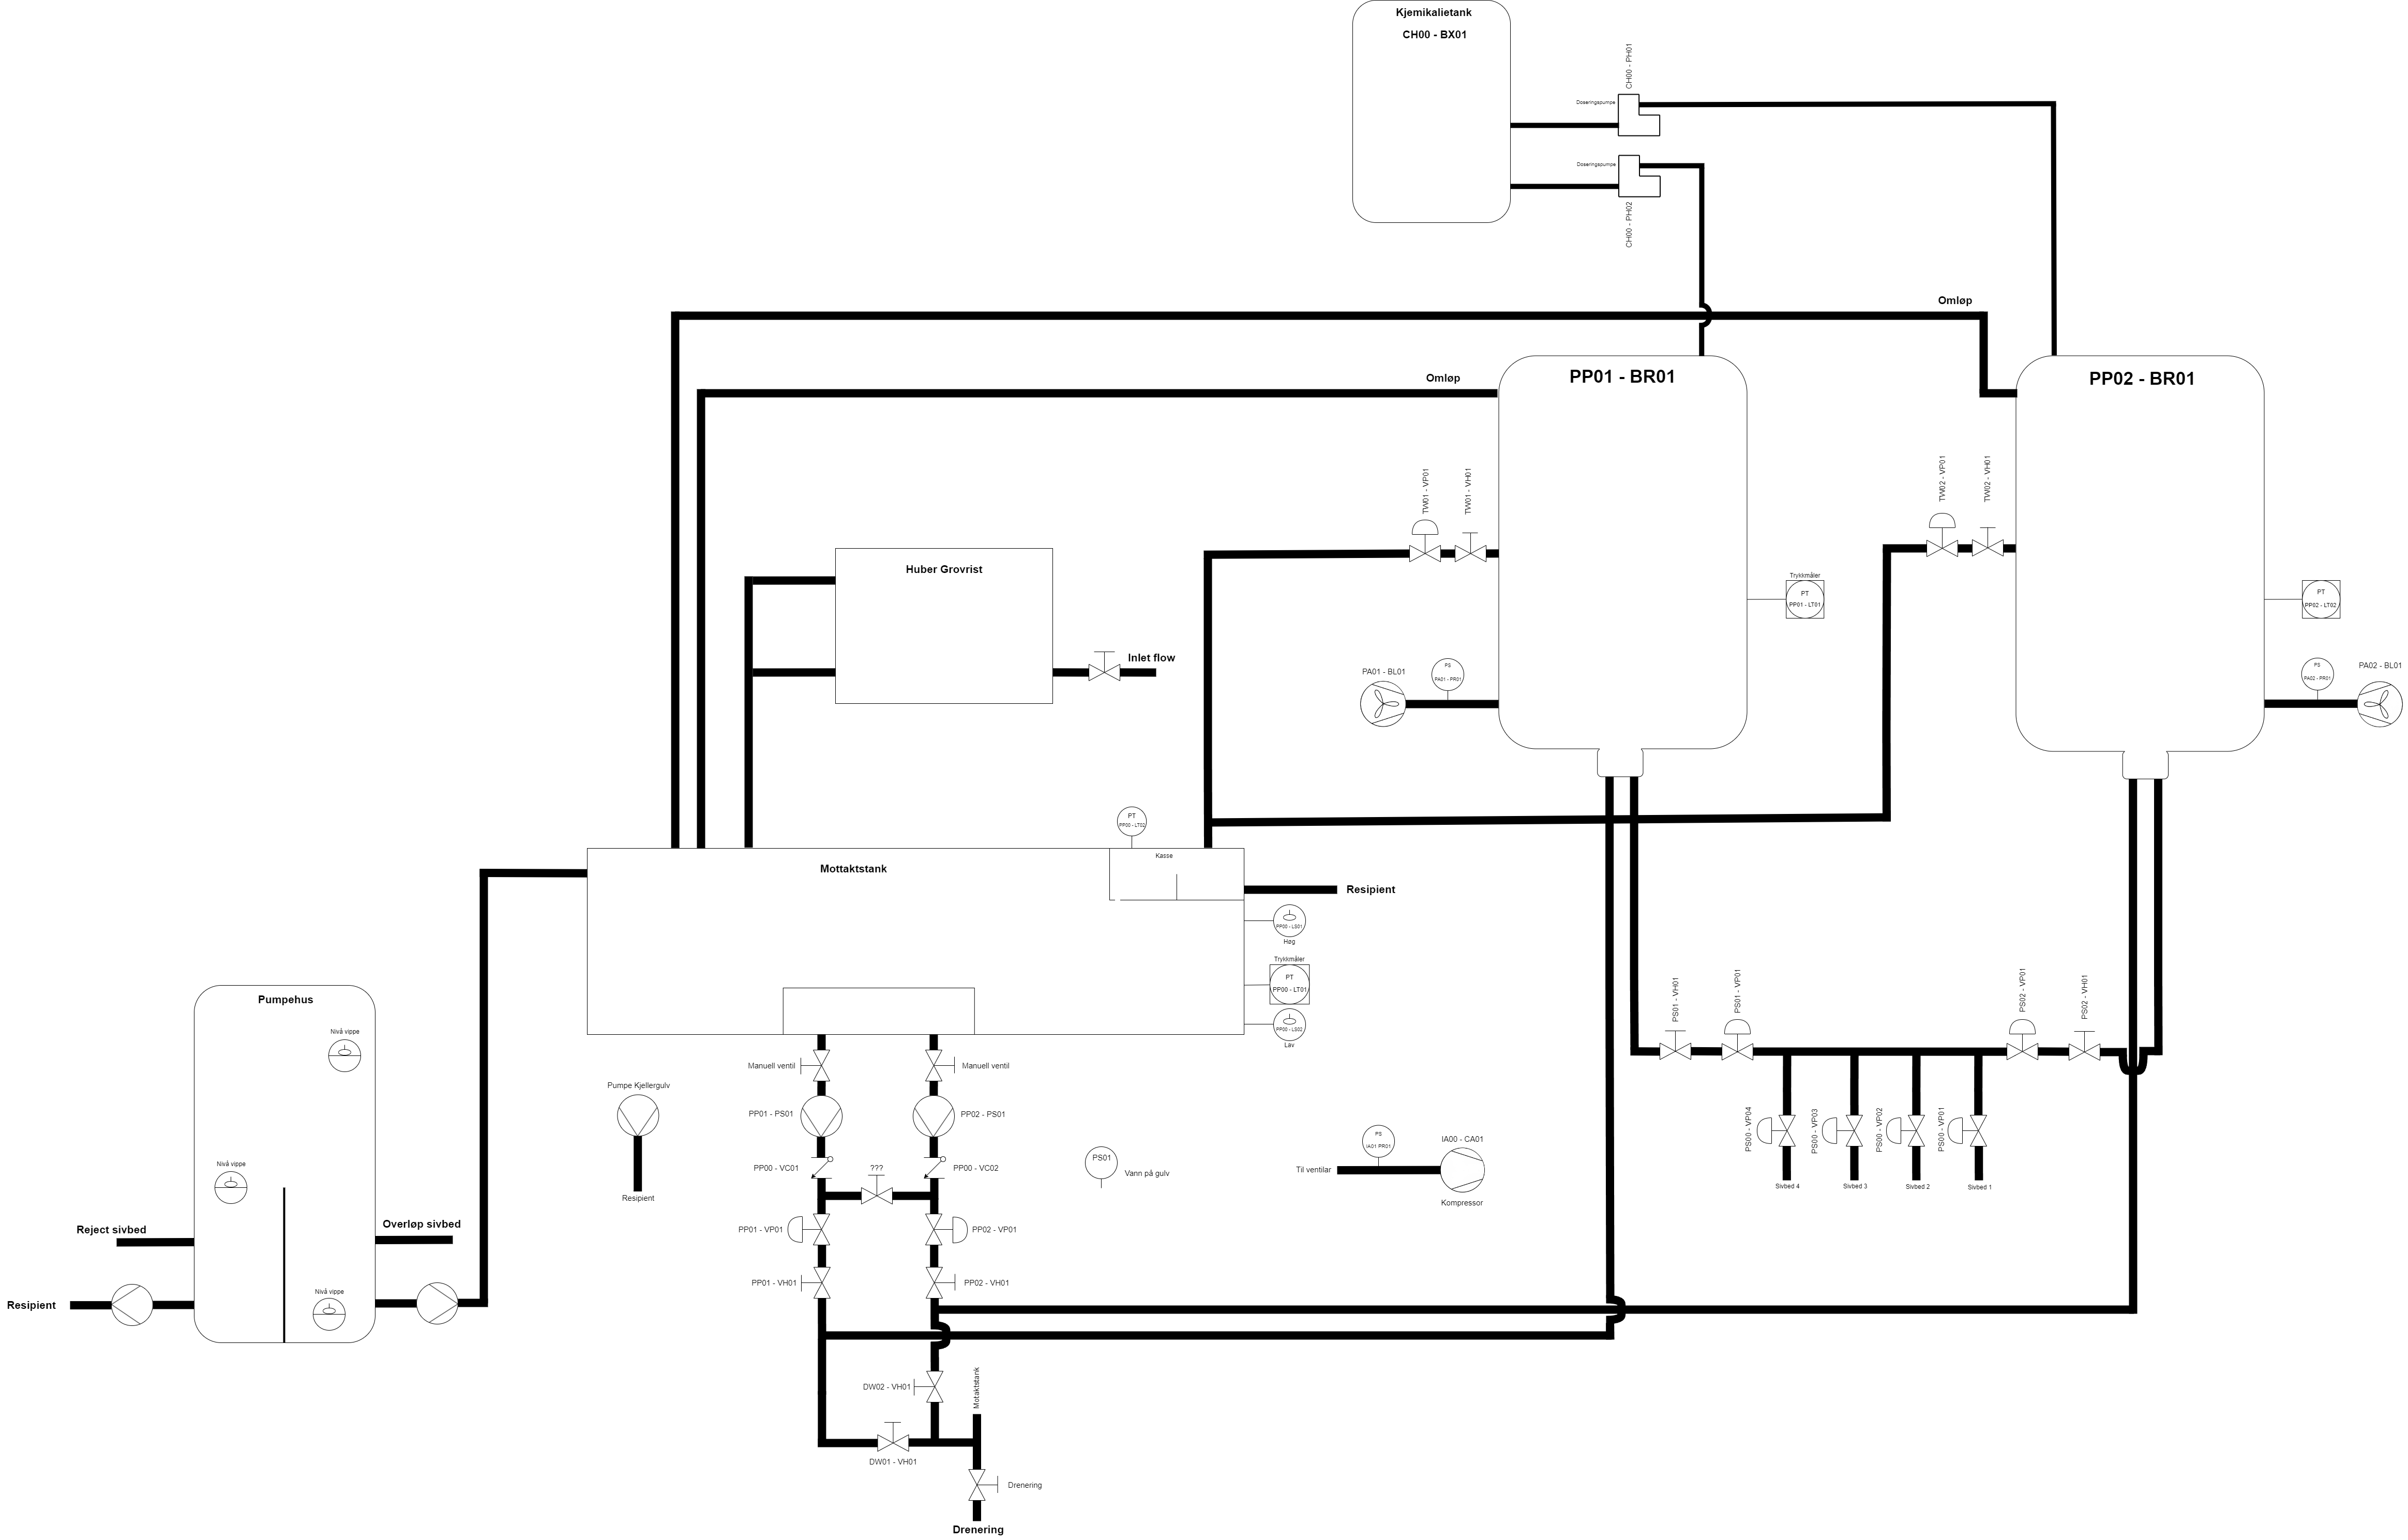 Kjemikalietank
CH00 - BX01
CH00 - PH01
Doseringspumpe
Doseringspumpe
CH00 - PH02
Omløp
Omløp
PP01 - BR01
PP02 - BR01
TW01 - VP01
TW01 - VH01
TW02 - VP01
TW02 - VH01
Huber Grovrist
Inlet flow
Trykkmåler
PT
PP01 - LT01
PT
PP02 - LT02
PA01 - BL01
PS
PA01 - PR01
PS
PA02 - PR01
PA02 - BL01
PT
PP00 - LT02
Kasse
Mottaktstank
Resipient
PP00 - LS01
Høg
Trykkmåler
PT
PP00 - LT01
PP00 - LS02
Lav
Pumpehus
Nivå vippe
Nivå vippe
Nivå vippe
Reject sivbed
Overløp sivbed
Resipient
Pumpe Kjellergulv
Resipient
Manuell ventil
Manuell ventil
PP01 - PS01
PP02 - PS01
PP00 - VC01
???
PP00 - VC02
PP01 - VP01
PP02 - VP01
PP01 - VH01
PP02 - VH01
PS01
Vann på gulv
Til ventilar
PS
IA01 PR01
IA00 - CA01
Kompressor
PS01 - VH01
PS01 - VP01
PS02 - VP01
PS02 - VH01
PS00 - VP04
PS00 - VP03
PS00 - VP02
PS00 - VP01
Sivbed 4
Sivbed 3
Sivbed 2
Sivbed 1
DW02 - VH01
Mottaktstank
DW01 - VH01
Drenering
Drenering